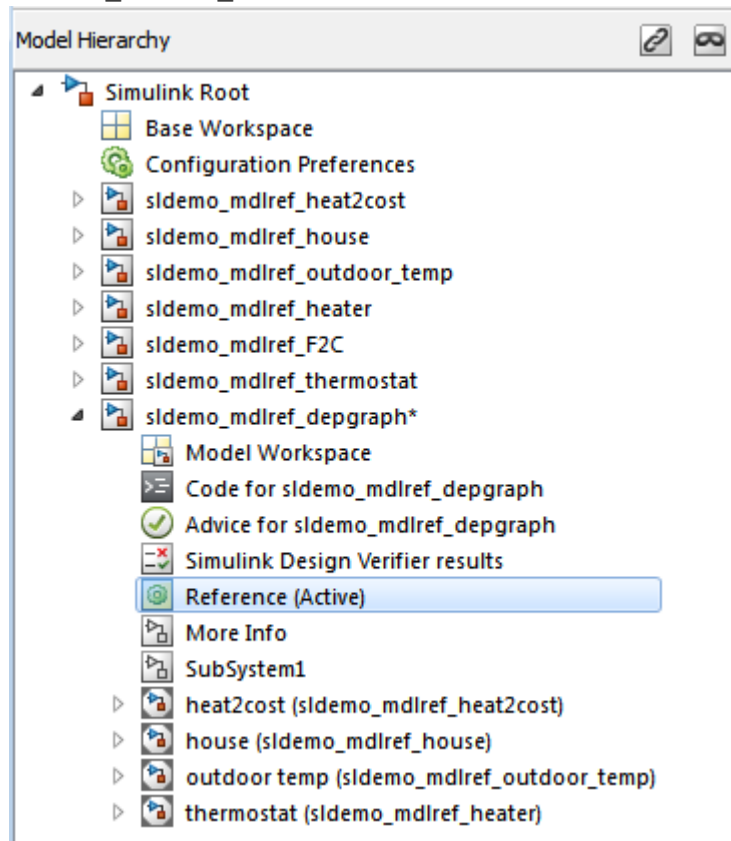 Model Hierarchy
Simulink Root
Base Workspace
Configuration Preferences
sldemo_mdlref_heat2cost
sldemo_mdlref_house
sldemo_mdlref_outdoor_temp
sldemo_mdlref_heater
sldemo_mdlref_F2C
sldemo_mdlref_thermostat
sldemo_mdlref_depgraph*
Model Workspace
Code for sldemo_mdlref_depgraph
Advice for sldemo_mdlref_depgraph
Simulink Design Verifier results
Reference (Active)
More Info
SubSystem1
heat2cost (sldemo_mdlref_heat2cost)
house (sldemo_mdlref_house)
outdoor temp (sldemo_mdlref_outdoor_temp)
thermostat (sldemo_mdlref_heater)